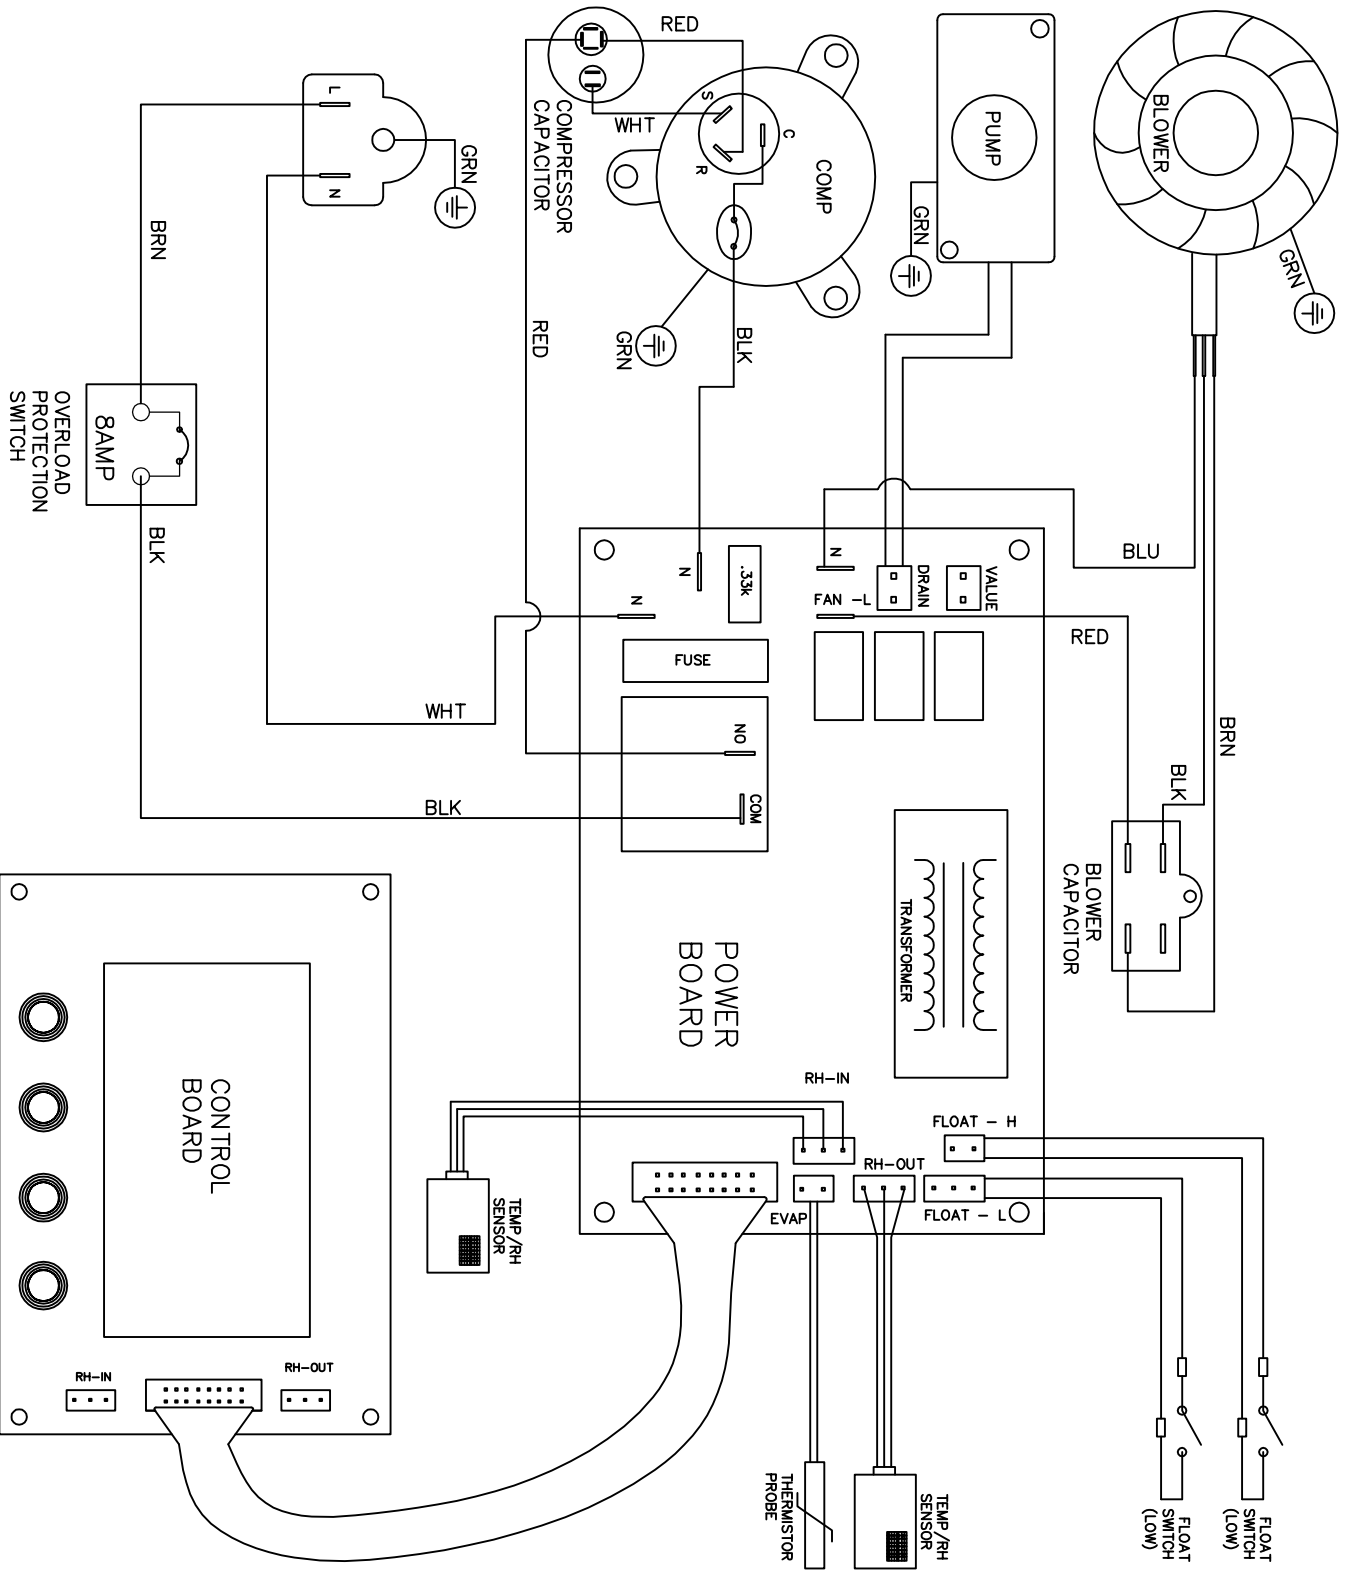 RED
BLOWER
PUMP
S
C
R
COMP
WHT
COMPRESSOR
CAPACITOR
L
N
GRN
GRN
GRN
GRN
BRN
RED
BLK
OVERLOAD
PROTECTION
SWITCH
8AMP
BLK
BLU
N
N
N
.33k
DRAIN
VALUE
FAN -L
FUSE
RED
WHT
NO
COM
BLK
BRN
BLK
BLOWER
CAPACITOR
TRANSFORMER
POWER
BOARD
CONTROL
BOARD
RH-IN
FLOAT - H
RH-OUT
FLOAT - L
EVAP
TEMP/RH
SENSOR
RH-IN
RH-OUT
THERMISTOR
PROBE
TEMP/RH
SENSOR
FLOAT
SWITCH
(LOW)
FLOAT
SWITCH
(LOW)